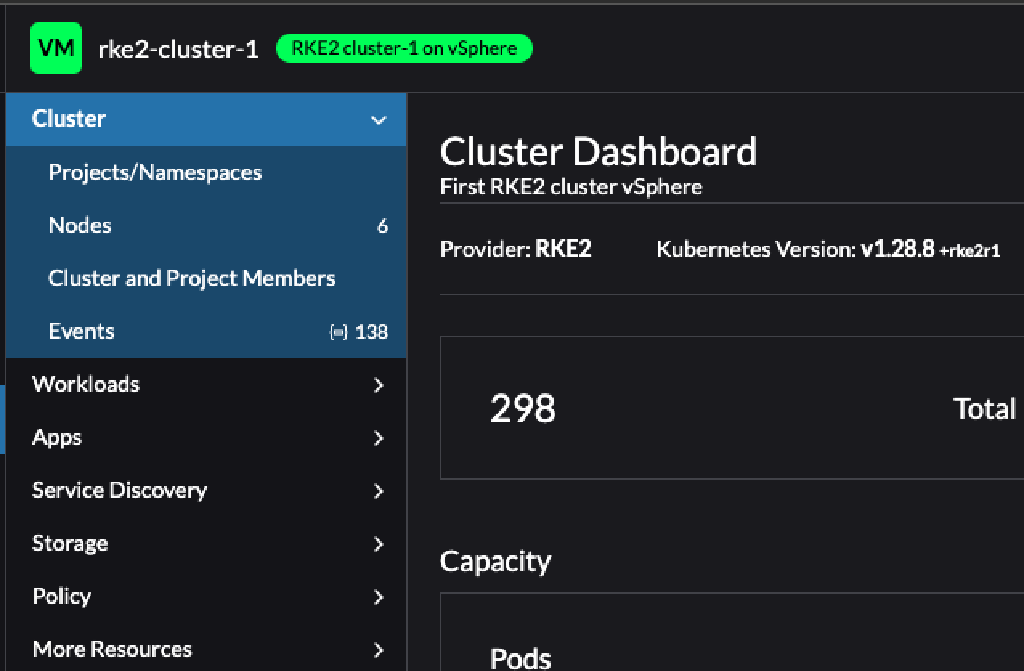 VM rke2-cluster-1 RKE2 cluster-1 on vSphere
Cluster
Projects/Namespaces
Nodes 6
Cluster and Project Members
Events 138
Workloads
Apps
Service Discovery
Storage
Policy
More Resources
Cluster Dashboard
First RKE2 cluster vSphere
Provider: RKE2 Kubernetes Version: v1.28.8 +rke2r1
298 Total
Capacity
Pods